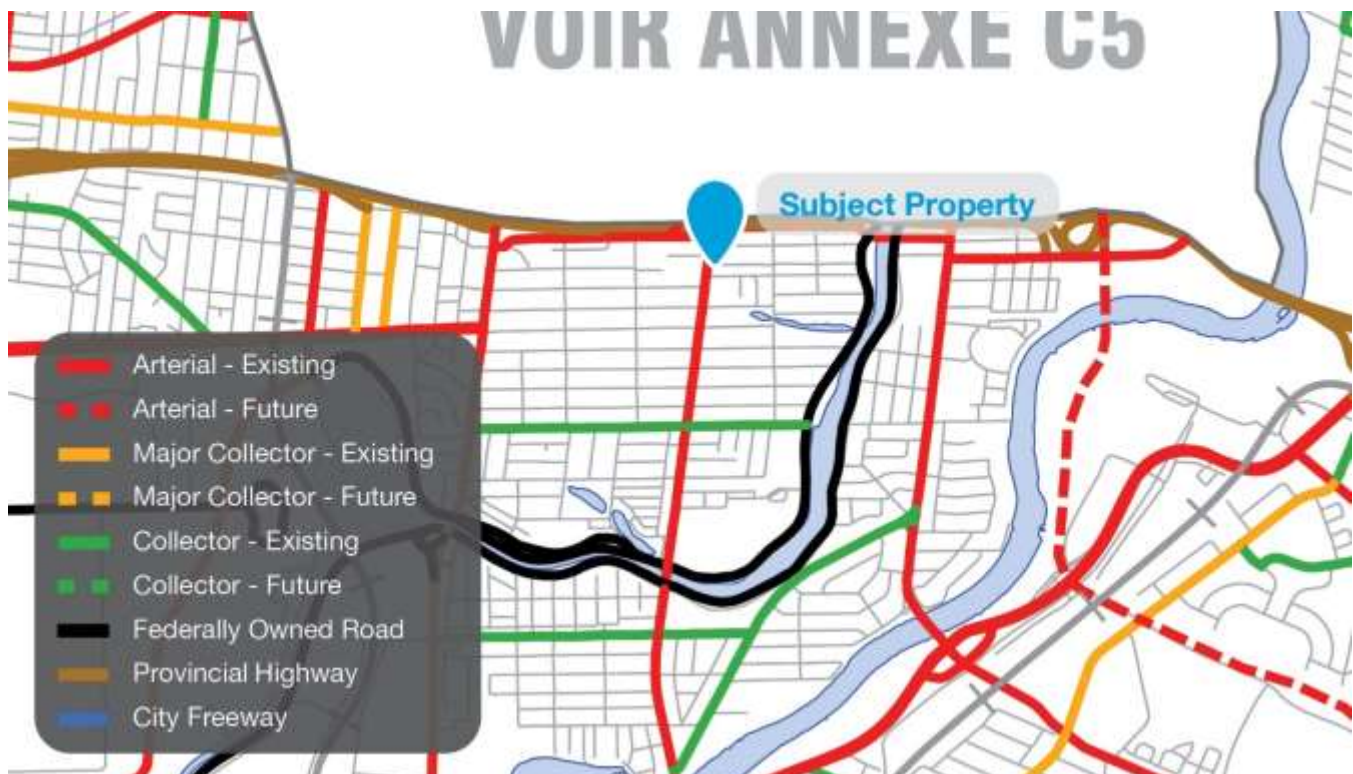 VOIR ANNEXE C5
Subject Property
Arterial - Existing
Arterial - Future
Major Collector - Existing
Major Collector - Future
Collector - Existing
Collector - Future
Federally Owned Road
Provincial Highway
City Freeway